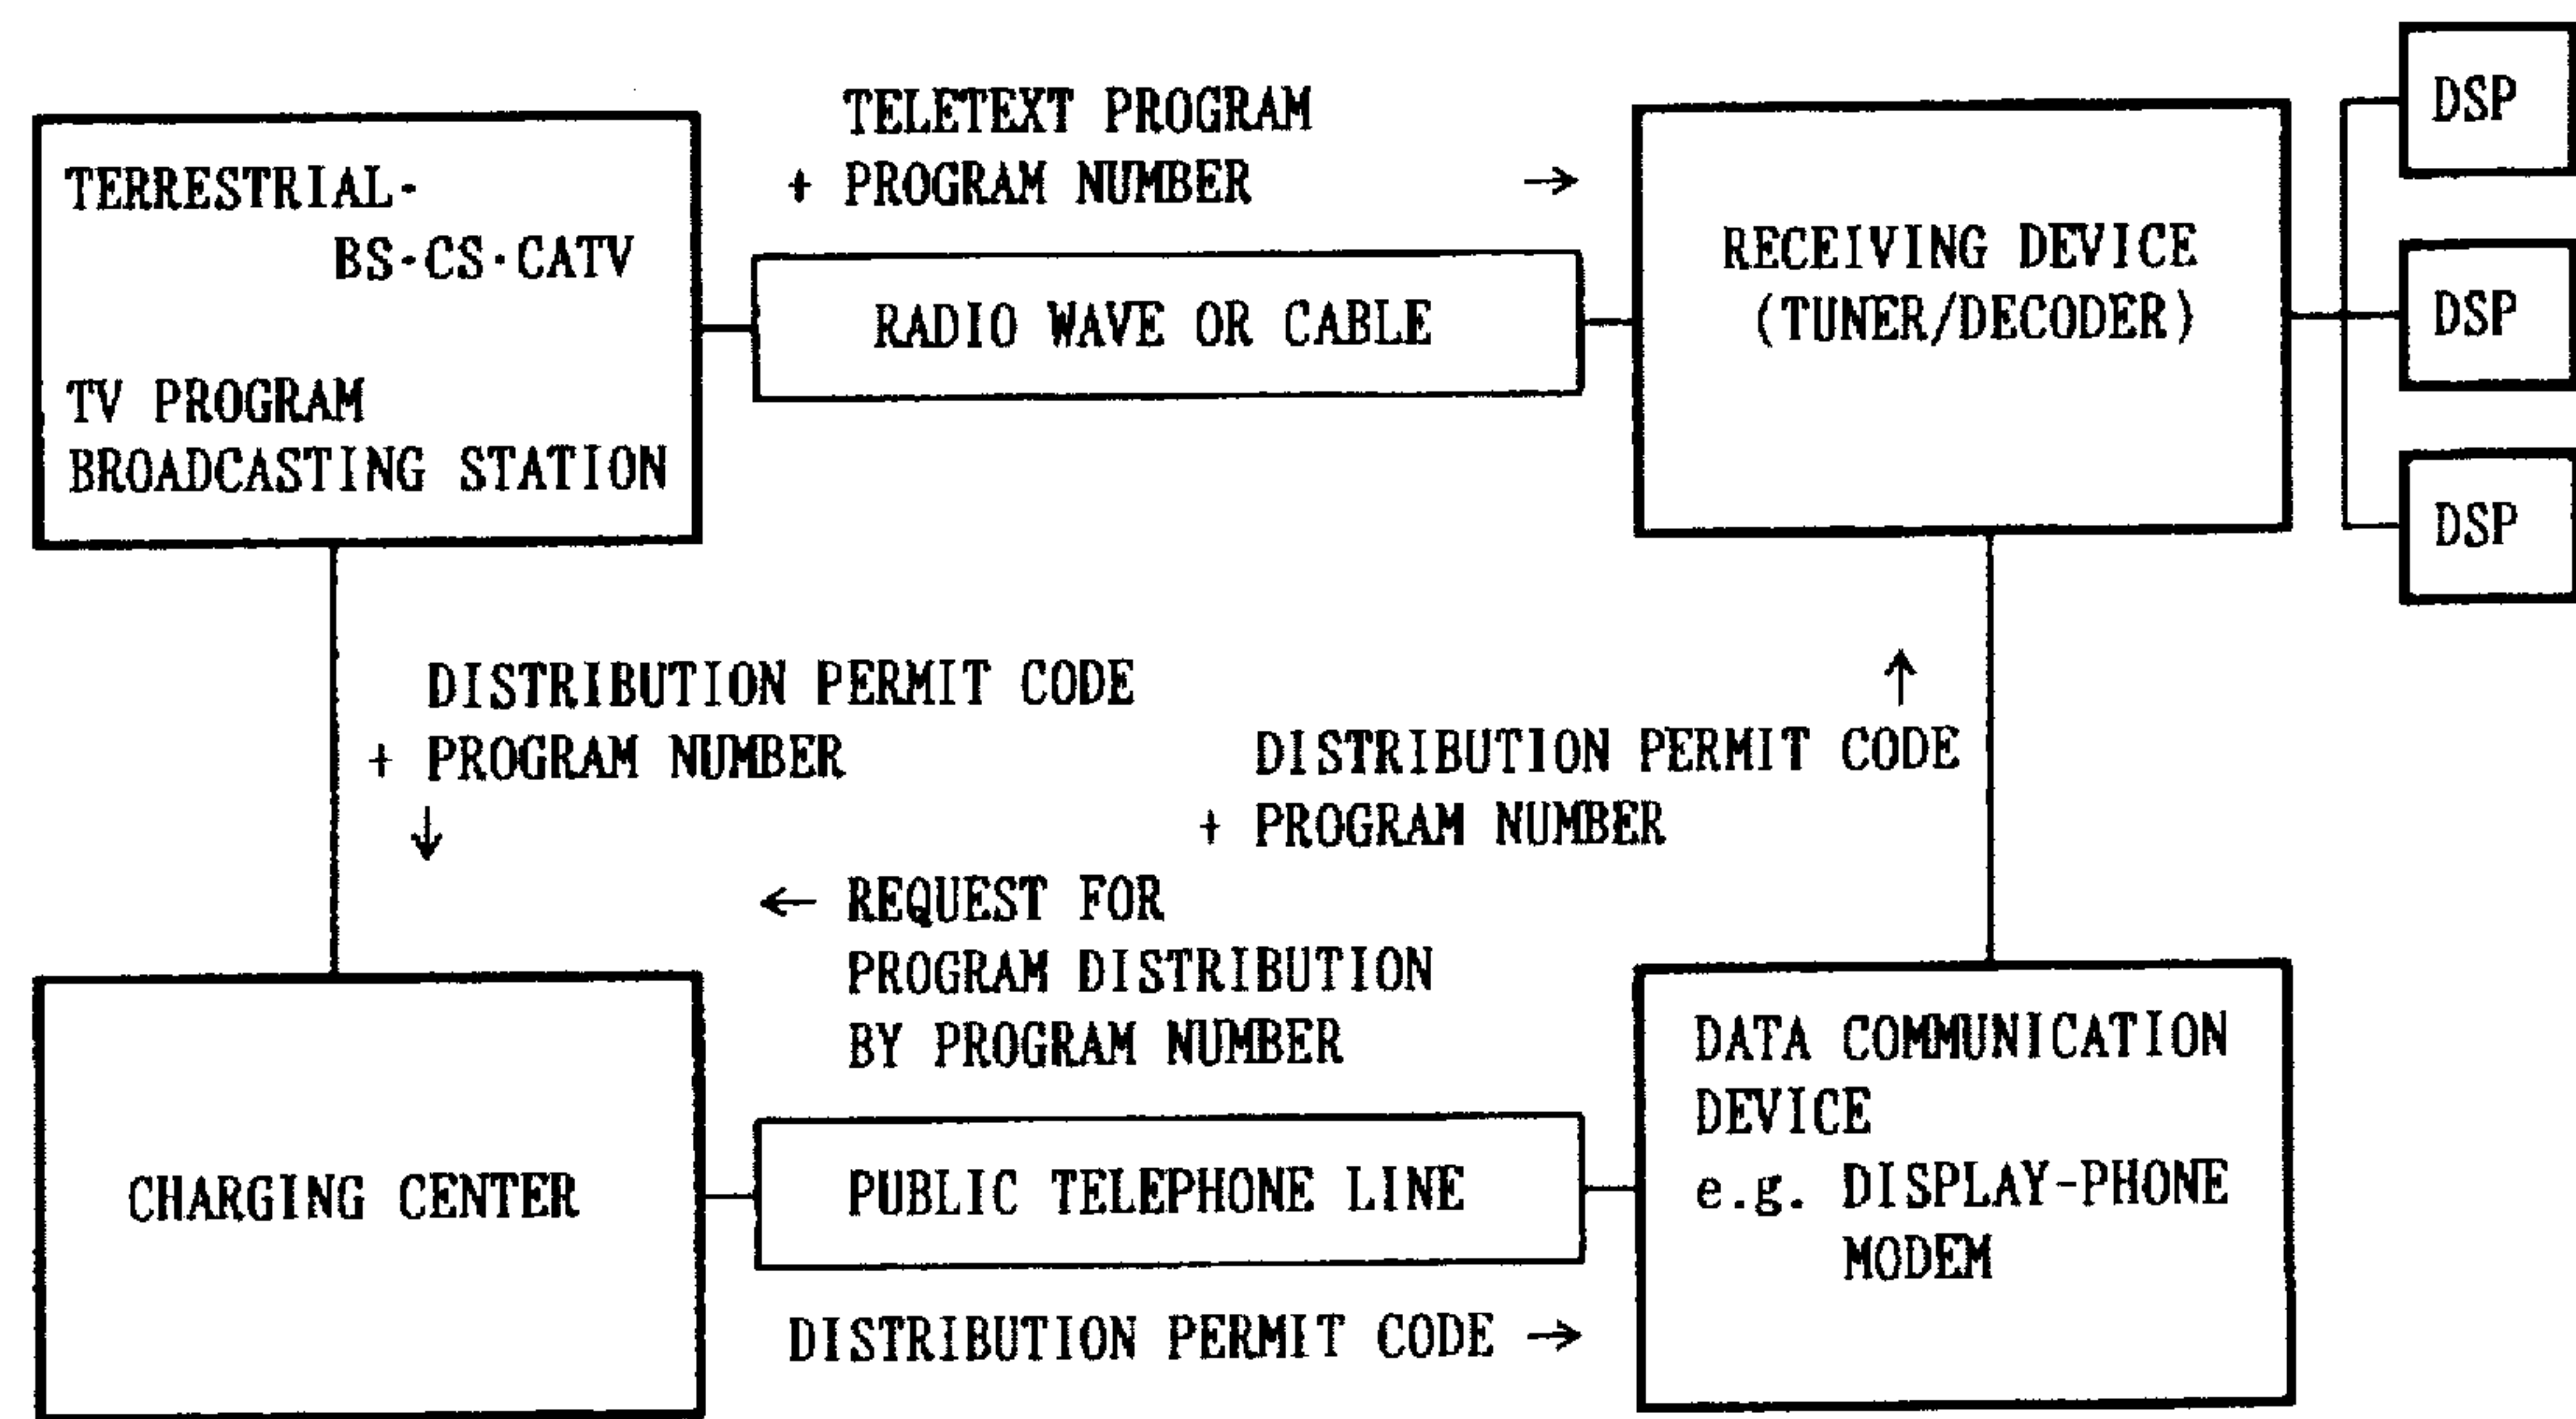 TERRESTRIAL-
BS·CS·CATV
TV PROGRAM
BROADCASTING STATION
TELETEXT PROGRAM
+ PROGRAM NUMBER →
RADIO WAVE OR CABLE
RECEIVING DEVICE
(TUNER/DECODER)
DSP
DSP
DSP
DISTRIBUTION PERMIT CODE
+ PROGRAM NUMBER
↓
↑
DISTRIBUTION PERMIT CODE
+ PROGRAM NUMBER
← REQUEST FOR
PROGRAM DISTRIBUTION
BY PROGRAM NUMBER
CHARGING CENTER
PUBLIC TELEPHONE LINE
DISTRIBUTION PERMIT CODE →
DATA COMMUNICATION
DEVICE
e.g. DISPLAY-PHONE
MODEM